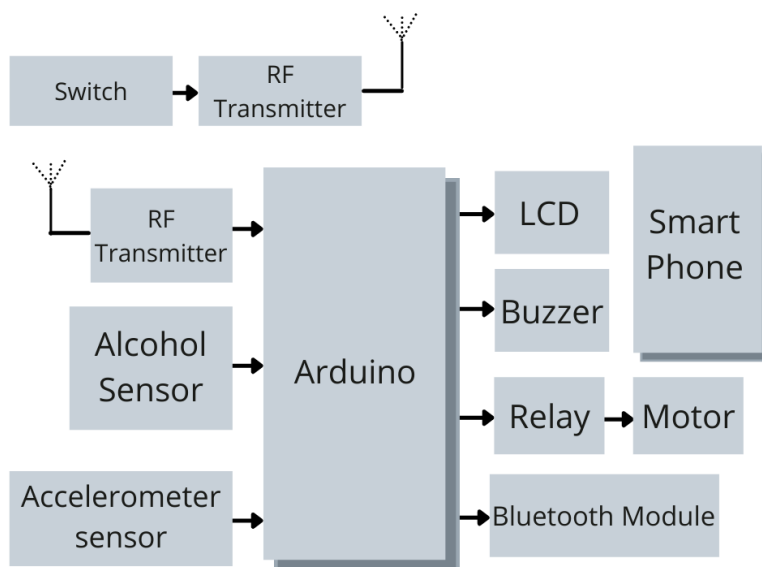 Switch
RF
Transmitter
RF
Transmitter
Alcohol
Sensor
Accelerometer
sensor
Arduino
LCD
Buzzer
Relay
Motor
Bluetooth Module
Smart
Phone